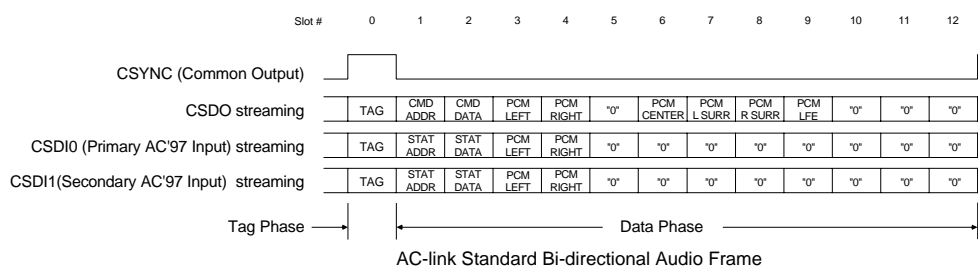 Slot # 0 1 2 3 4 5 6 7 8 9 10 11 12
CSYNC (Common Output)
CSDO streaming TAG CMD ADDR CMD DATA PCM LEFT PCM RIGHT "0" PCM CENTER PCM L SURR PCM R SURR PCM LFE "0" "0" "0"
CSDI0 (Primary AC'97 Input) streaming TAG STAT ADDR STAT DATA PCM LEFT PCM RIGHT "0" "0" "0" "0" "0" "0" "0" "0"
CSDI1(Secondary AC'97 Input) streaming TAG STAT ADDR STAT DATA PCM LEFT PCM RIGHT "0" "0" "0" "0" "0" "0" "0" "0"
Tag Phase Data Phase
AC-link Standard Bi-directional Audio Frame